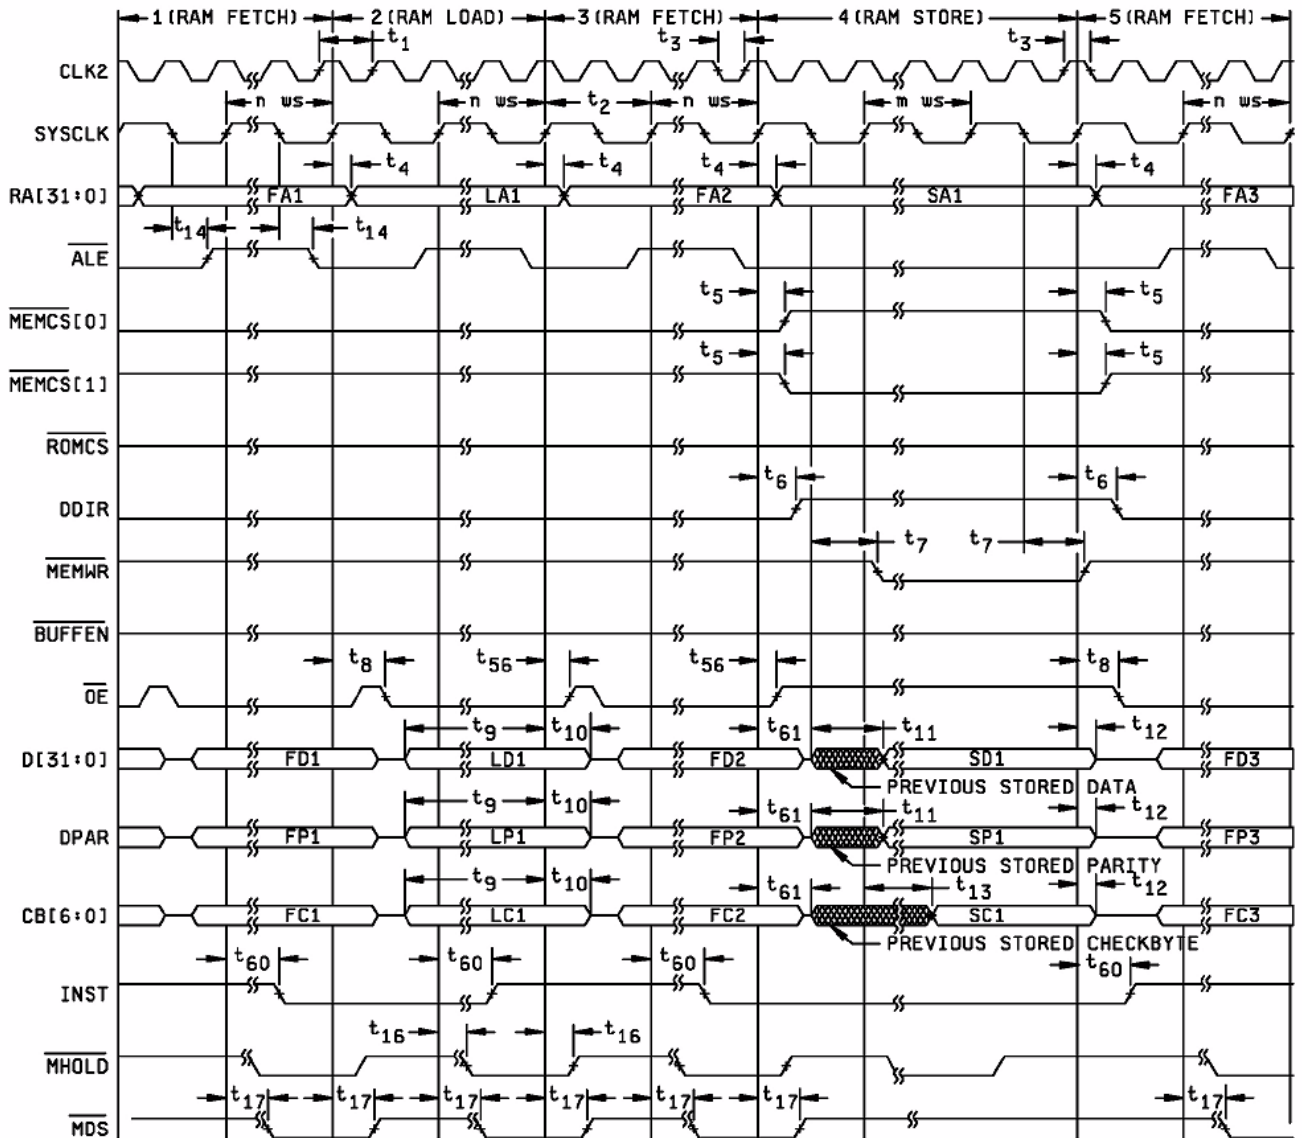 1(RAM FETCH) 2(RAM LOAD) 3(RAM FETCH) 4(RAM STORE) 5(RAM FETCH)
t1 t3 t3
CLK2
n ws n ws t2 n ws m ws n ws
SYSCLK
t4 t4 t4 t4
RA[31:0] FA1 LA1 FA2 SA1 FA3
t14 t14
ALE
t5 t5
MEMCS[0]
t5 t5
MEMCS[1]
ROMCS
t6 t6
DDIR
t7 t7
MEMWR
BUFFEN
t8 t56 t56 t8
OE
t9 t10 t61 t11 t12
D[31:0] FD1 LD1 FD2 SD1 FD3
PREVIOUS STORED DATA
t9 t10 t61 t11 t12
DPAR FP1 LP1 FP2 SP1 FP3
PREVIOUS STORED PARITY
t9 t10 t61 t13 t12
CB[6:0] FC1 LC1 FC2 SC1 FC3
PREVIOUS STORED CHECKBYTE
t60 t60 t60 t60
INST
t16 t16
MHOLD
t17 t17 t17 t17 t17 t17 t17
MDS